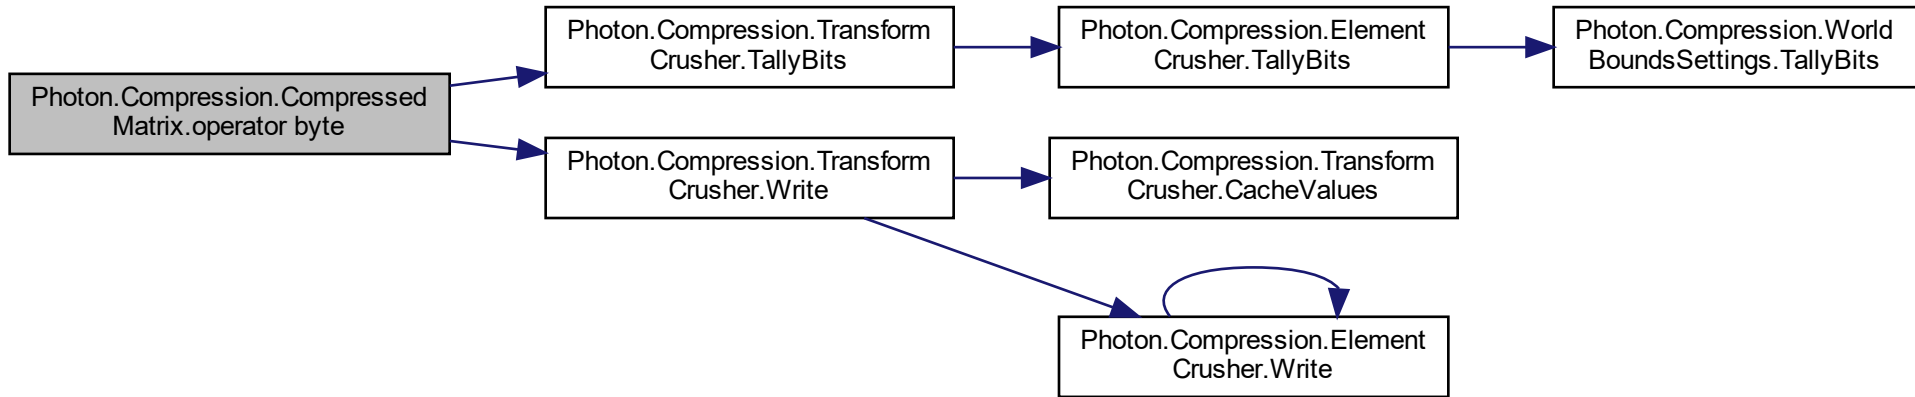 Photon.Compression.Compressed
Matrix.operator byte
Photon.Compression.Transform
Crusher.TallyBits
Photon.Compression.Element
Crusher.TallyBits
Photon.Compression.World
BoundsSettings.TallyBits
Photon.Compression.Transform
Crusher.Write
Photon.Compression.Transform
Crusher.CacheValues
Photon.Compression.Element
Crusher.Write